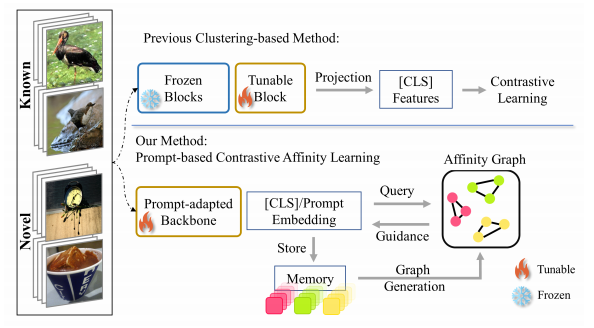 Known
Novel
Previous Clustering-based Method:
Frozen
Blocks
Tunable
Block
Projection
[CLS]
Features
Contrastive
Learning
Our Method:
Prompt-based Contrastive Affinity Learning
Prompt-adapted
Backbone
[CLS]/Prompt
Embedding
Query
Guidance
Affinity Graph
Store
Memory
Graph
Generation
Tunable
Frozen